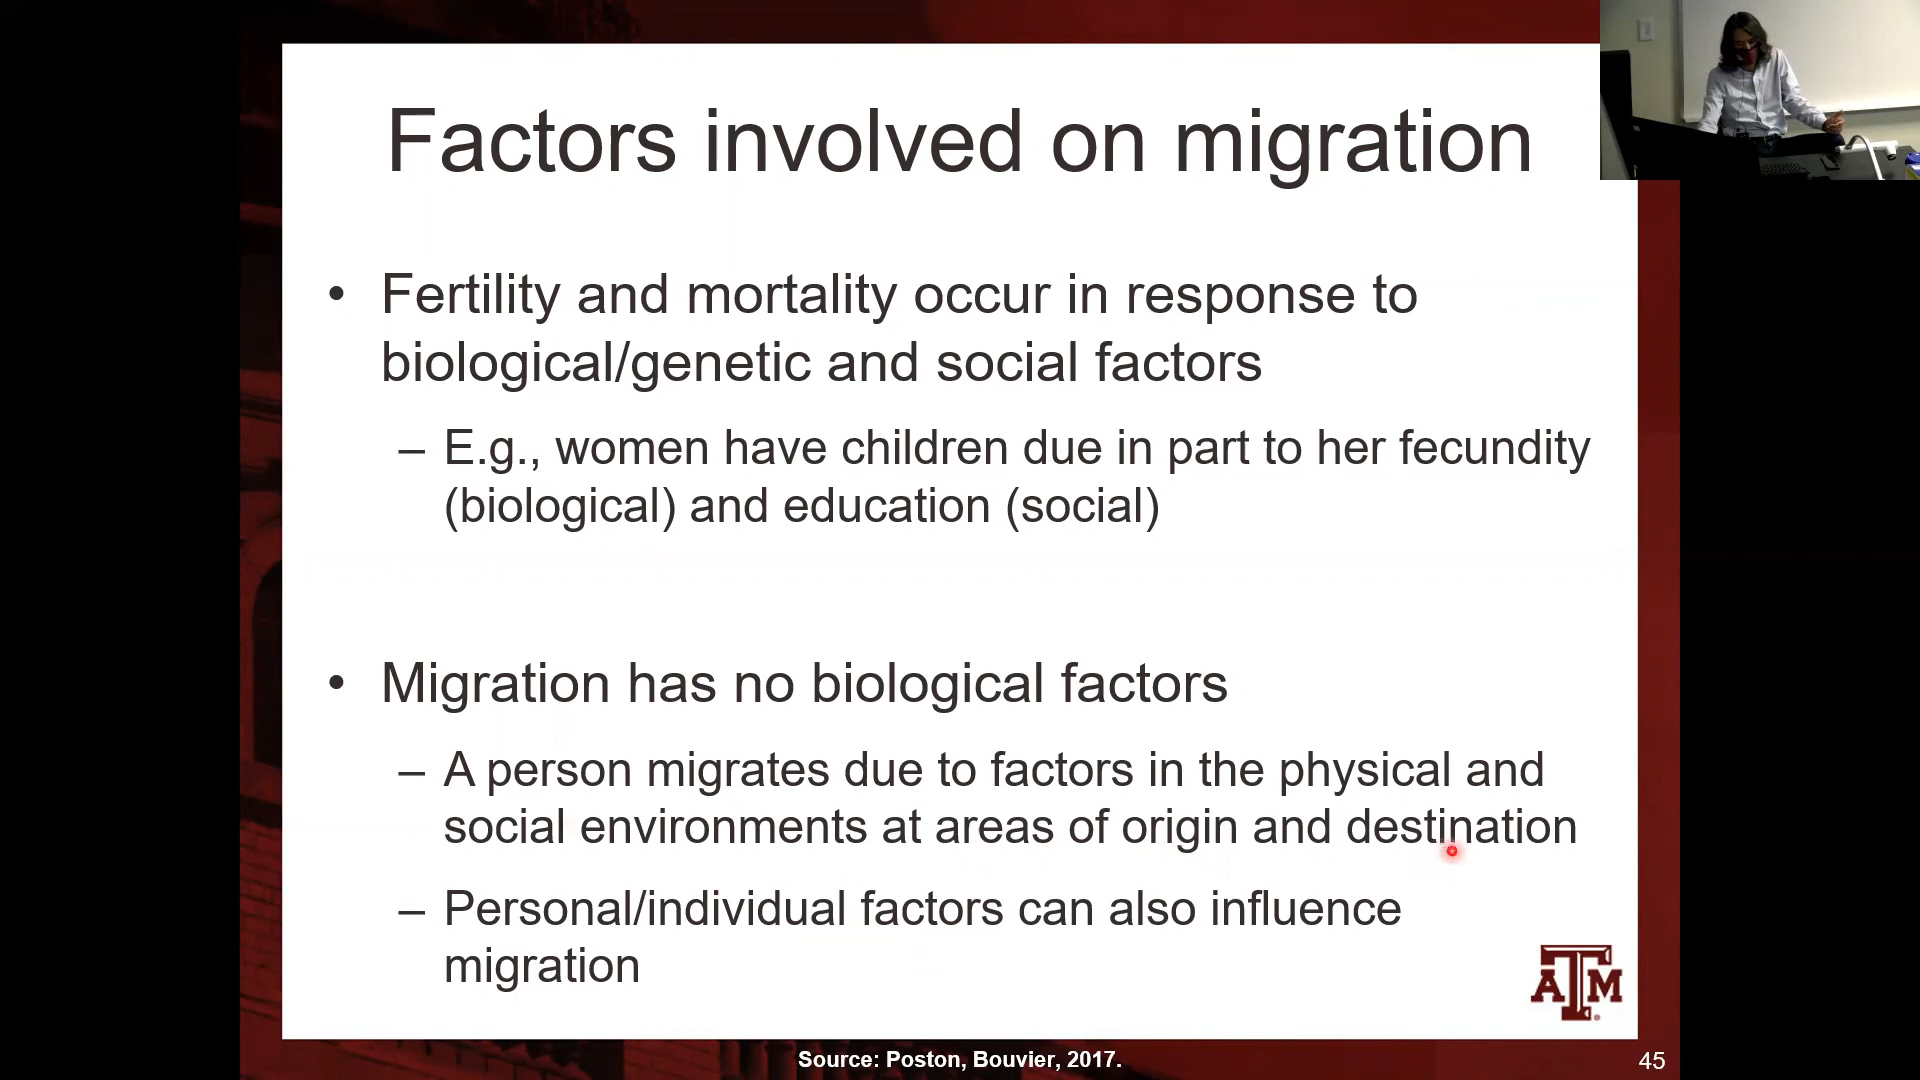 Factors involved on migration
• Fertility and mortality occur in response to
biological/genetic and social factors
– E.g., women have children due in part to her fecundity
(biological) and education (social)
• Migration has no biological factors
– A person migrates due to factors in the physical and
social environments at areas of origin and destination
– Personal/individual factors can also influence
migration
ATM
Source: Poston, Bouvier, 2017.
45